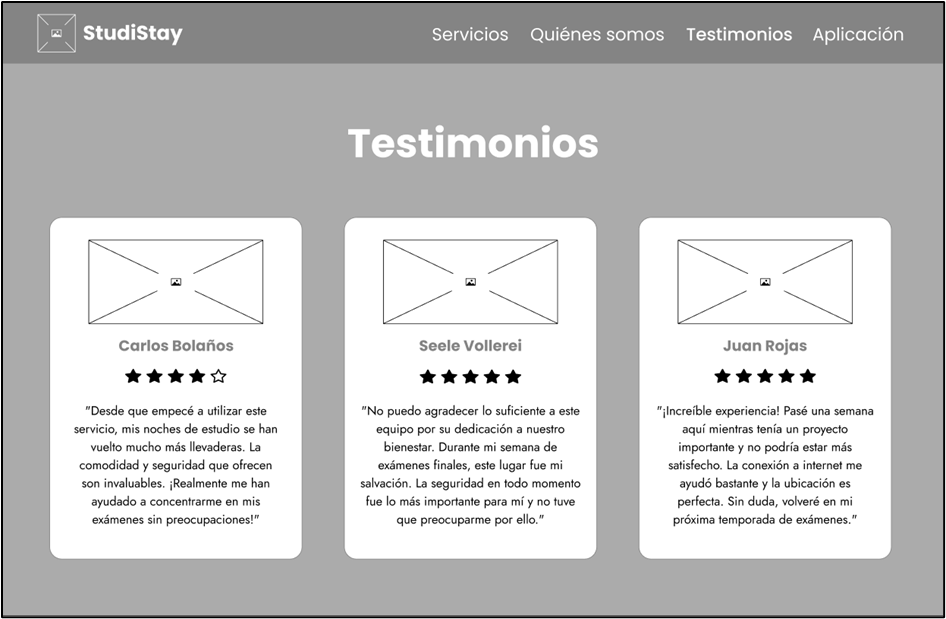 StudiStay
Servicios Quiénes somos Testimonios Aplicación
Testimonios
Carlos Bolaños
"Desde que empecé a utilizar este
servicio, mis noches de estudio se han
vuelto mucho más llevaderas. La
comodidad y seguridad que ofrecen
son invaluables. ¡Realmente me han
ayudado a concentrarme en mis
exámenes sin preocupaciones!"
Seele Vollerei
"No puedo agradecer lo suficiente a este
equipo por su dedicación a nuestro
bienestar. Durante mi semana de
exámenes finales, este lugar fue mi
salvación. La seguridad en todo momento
fue lo más importante para mí y no tuve
que preocuparme por ello."
Juan Rojas
"¡Increíble experiencia! Pasé una semana
aquí mientras tenía un proyecto
importante y no podría estar más
satisfecho. La conexión a internet me
ayudó bastante y la ubicación es
perfecta. Sin duda, volveré en mi
próxima temporada de exámenes."